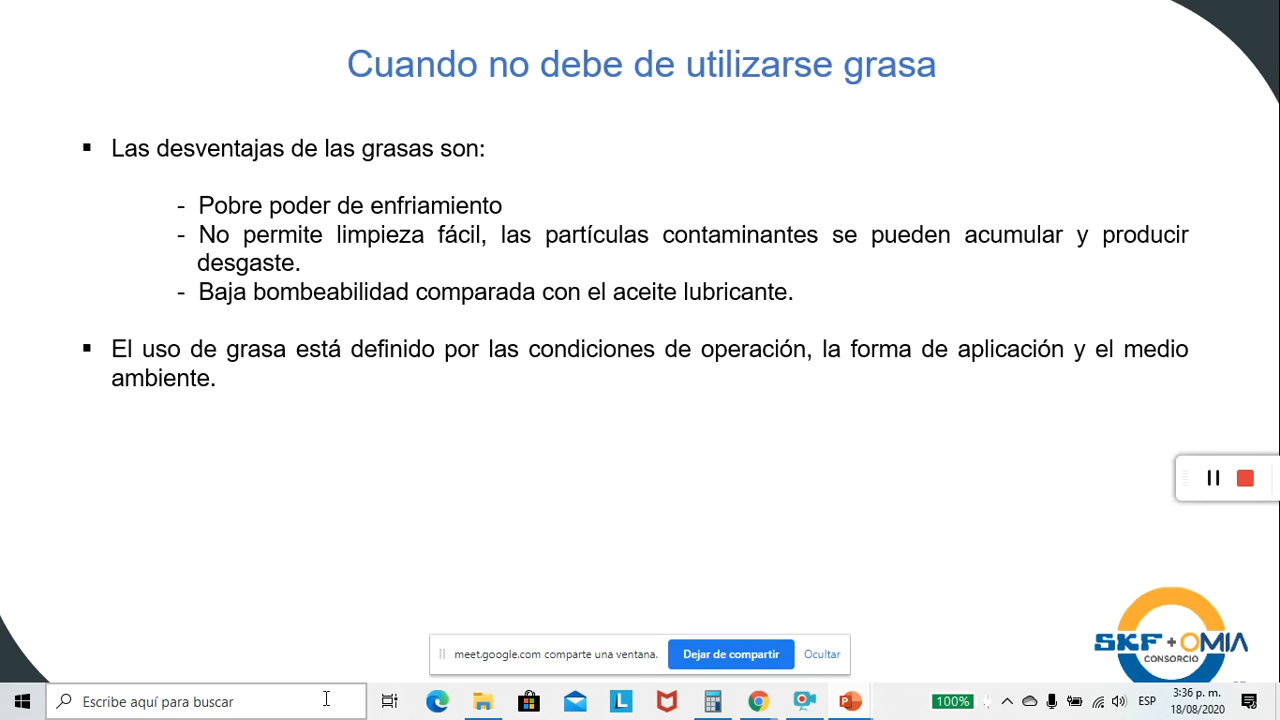 Cuando no debe de utilizarse grasa
▪ Las desventajas de las grasas son:
- Pobre poder de enfriamiento
- No permite limpieza fácil, las partículas contaminantes se pueden acumular y producir
desgaste.
- Baja bombeabilidad comparada con el aceite lubricante.
▪ El uso de grasa está definido por las condiciones de operación, la forma de aplicación y el medio
ambiente.
SKF + OMIA
CONSORCIO
meet.google.com comparte una ventana. Dejar de compartir Ocultar
Escribe aquí para buscar
100% ESP 3:36 p. m.
18/08/2020